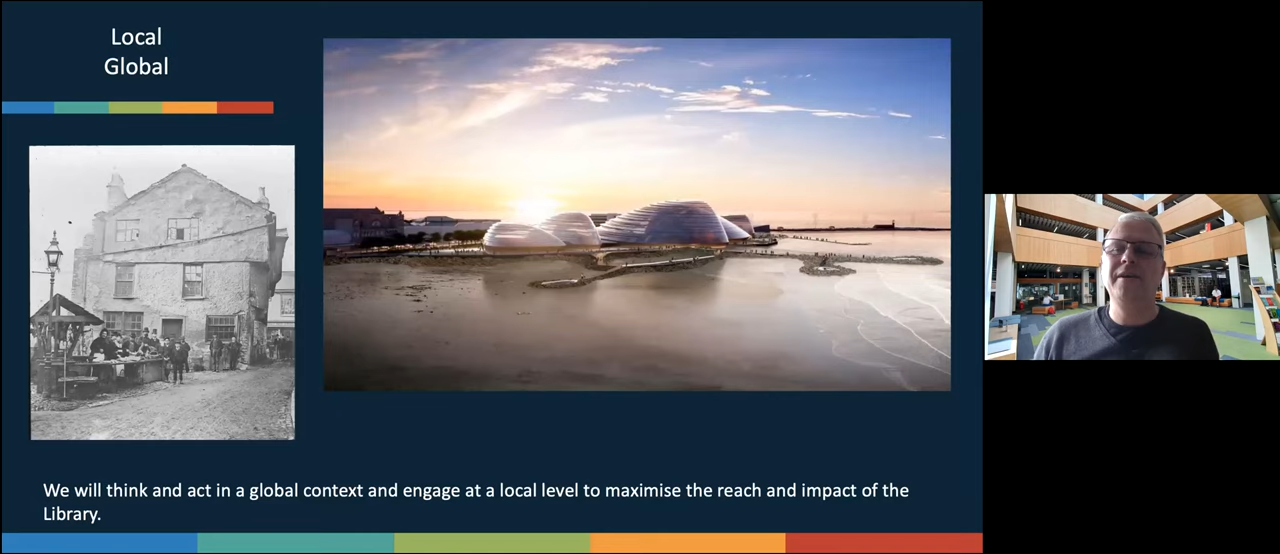 Local
Global
We will think and act in a global context and engage at a local level to maximise the reach and impact of the
Library.